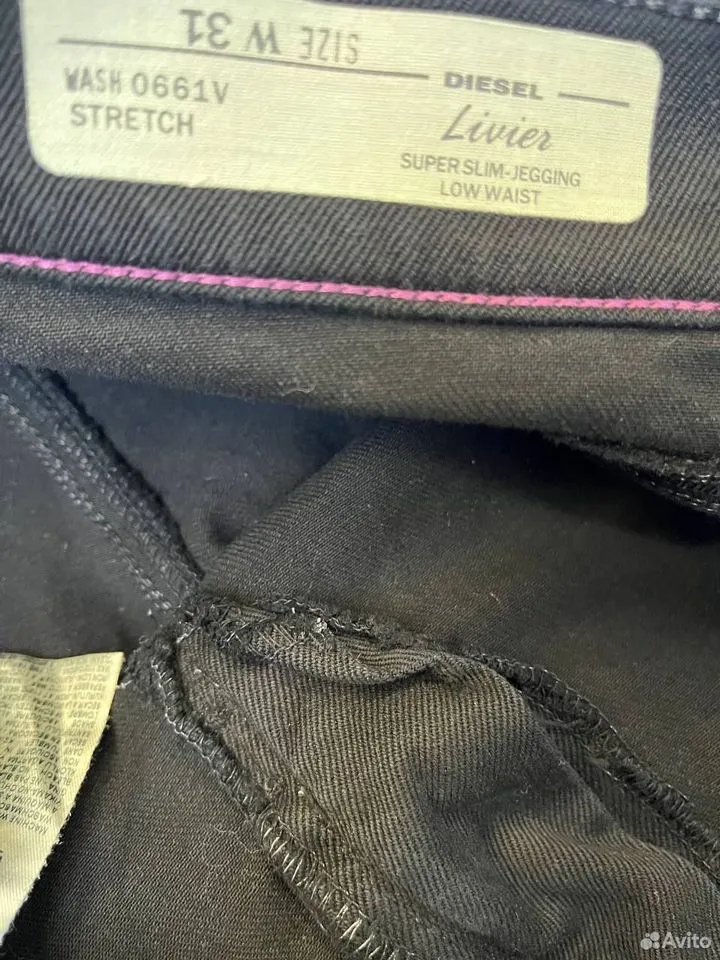 SIZE W 31
WASH 0661V
STRETCH
DIESEL
Livier
SUPER SLIM-JEGGING
LOW WAIST
Avito